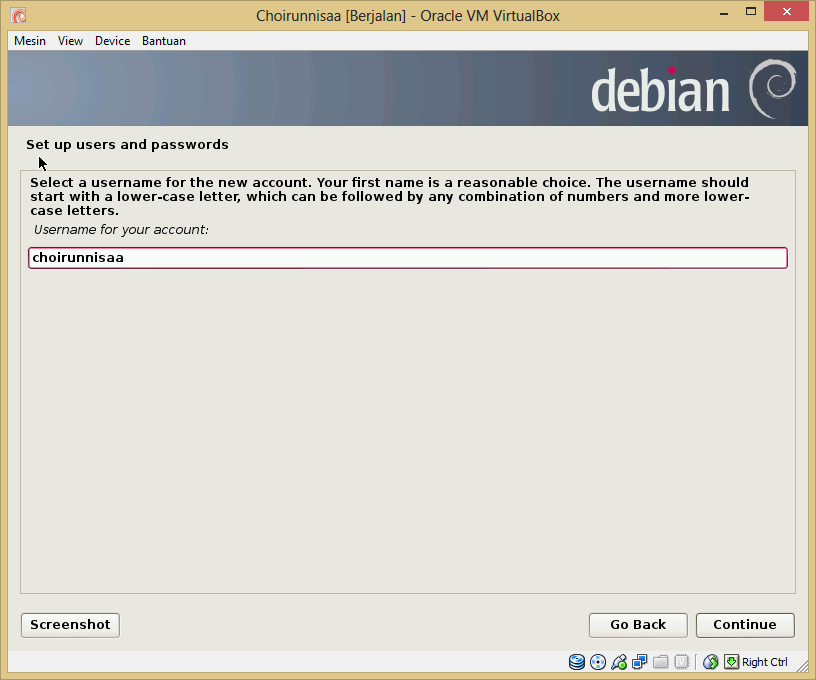 Choirunnisaa [Berjalan] - Oracle VM VirtualBox
Mesin View Device Bantuan
debian
Set up users and passwords
Select a username for the new account. Your first name is a reasonable choice. The username should
start with a lower-case letter, which can be followed by any combination of numbers and more lower-
case letters.
Username for your account:
choirunnisaa
Screenshot Go Back Continue
Right Ctrl